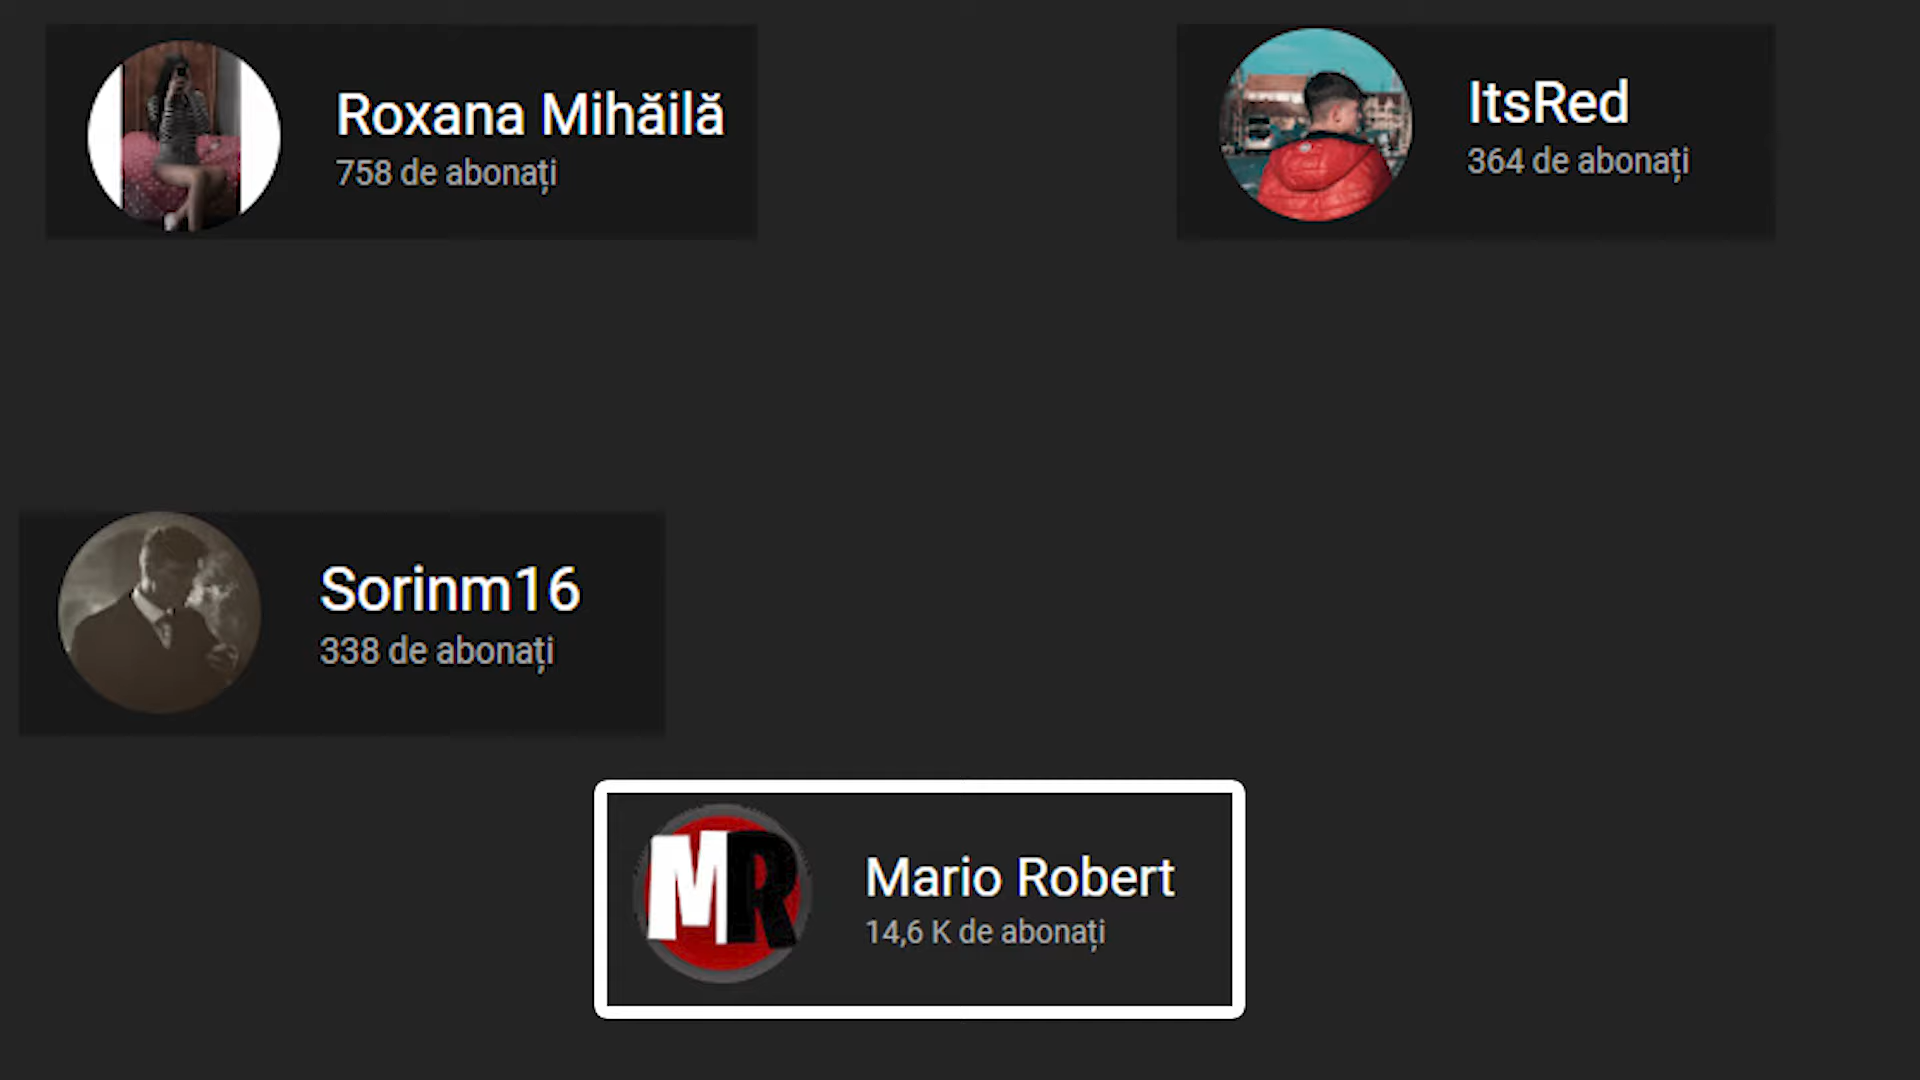 Roxana Mihăilă
758 de abonați
ItsRed
364 de abonați
Sorinm16
338 de abonați
MR
Mario Robert
14,6 K de abonați